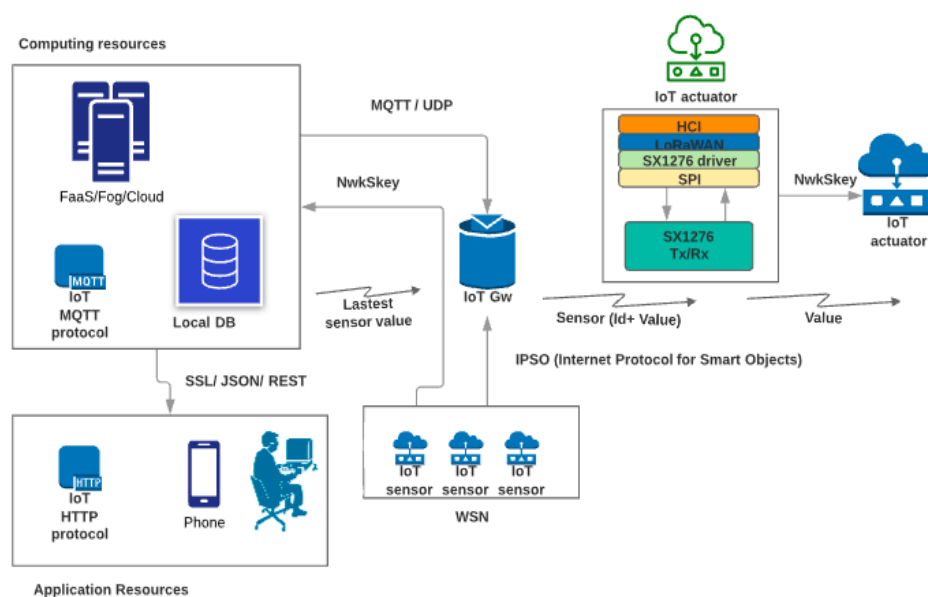 Computing resources
FaaS/Fog/Cloud
MQTT
IoT
MQTT
protocol
Local DB
MQTT / UDP
NwkSkey
Lastest
sensor value
IoT Gw
IoT actuator
HCI
LoRaWAN
SX1276 driver
SPI
SX1276
Tx/Rx
NwkSkey
IoT
actuator
Sensor (Id+ Value)
Value
IPSO (Internet Protocol for Smart Objects)
SSL/ JSON/ REST
HTTP
IoT
HTTP
protocol
Phone
Application Resources
IoT
sensor
IoT
sensor
IoT
sensor
WSN